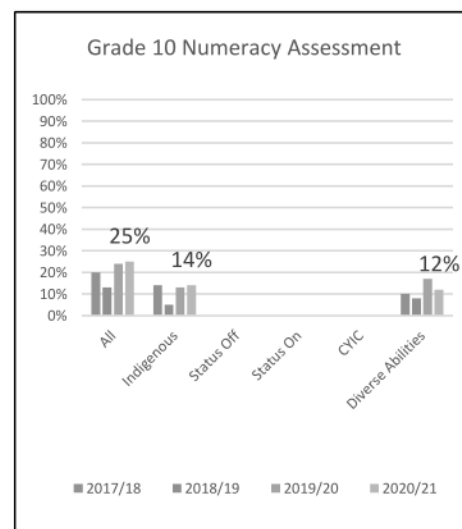 Grade 10 Numeracy Assessment
100%
90%
80%
70%
60%
50%
40%
30%
20%
10%
0%
25%
14%
12%
All
Indigenous
Status Off
Status On
CYIC
Diverse Abilities
2017/18 2018/19 2019/20 2020/21